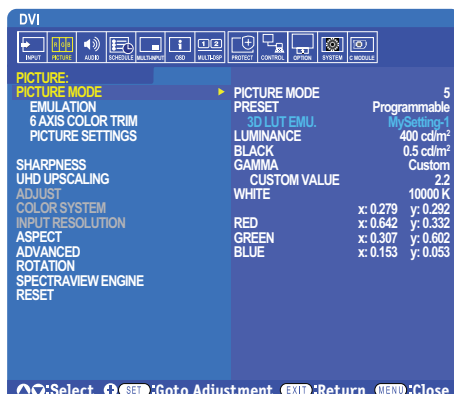 DVI
INPUT PICTURE AUDIO SCHEDULE MULTI-INPUT OSD MULTI-DSP PROTECT CONTROL OPTION SYSTEM C MODULE
PICTURE:
PICTURE MODE
EMULATION
6 AXIS COLOR TRIM
PICTURE SETTINGS
SHARPNESS
UHD UPSCALING
ADJUST
COLOR SYSTEM
INPUT RESOLUTION
ASPECT
ADVANCED
ROTATION
SPECTRAVIEW ENGINE
RESET
PICTURE MODE 5
PRESET Programmable
3D LUT EMU. MySetting-1
LUMINANCE 400 cd/m²
BLACK 0.5 cd/m²
GAMMA Custom
CUSTOM VALUE 2.2
WHITE 10000 K
x: 0.279 y: 0.292
RED x: 0.642 y: 0.332
GREEN x: 0.307 y: 0.602
BLUE x: 0.153 y: 0.053
:Select SET :Goto Adjustment EXIT :Return MENU :Close